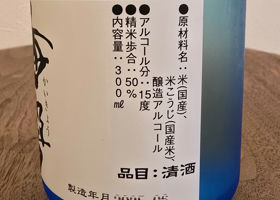 ●原材料名：米(国産)、
米こうじ(国産米)、
醸造アルコール
●アルコール分：15度
●精米歩合：50%
●内容量：300ml
品目：清酒
製造年月